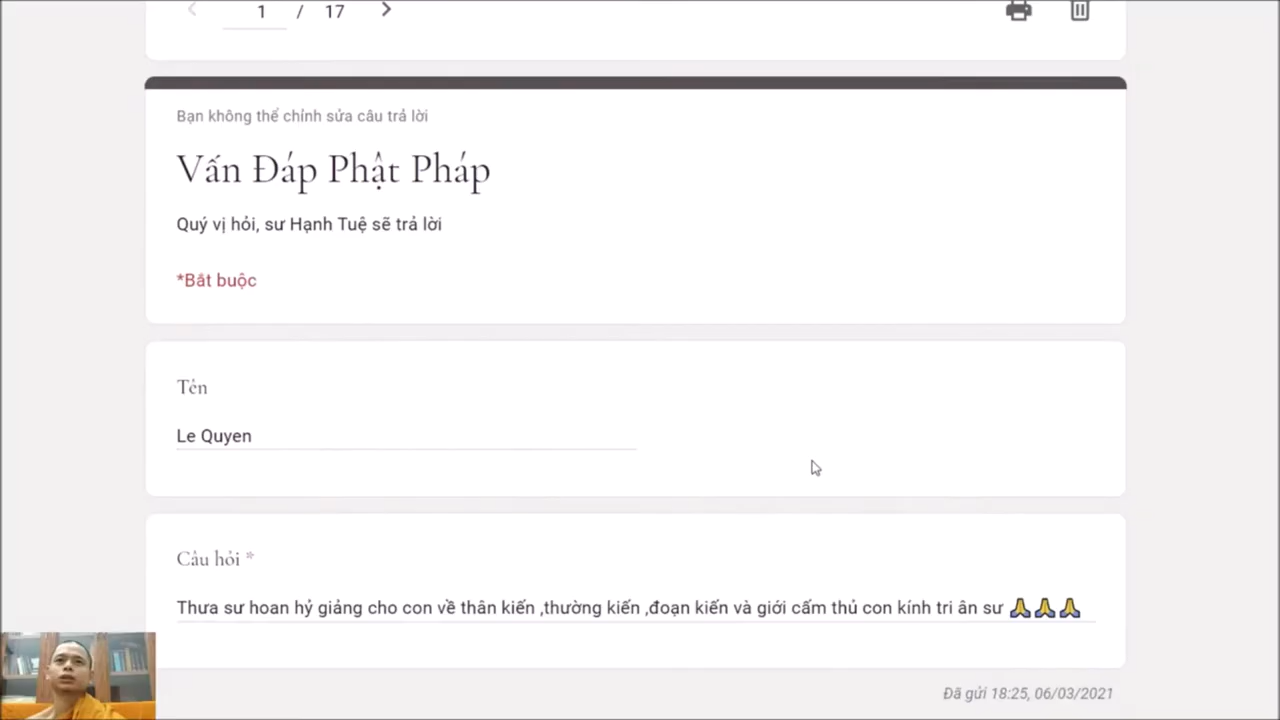 1 / 17
Bạn không thể chỉnh sửa câu trả lời
Vấn Đáp Phật Pháp
Quý vị hỏi, sư Hạnh Tuệ sẽ trả lời
*Bắt buộc
Tên
Le Quyen
Câu hỏi *
Thưa sư hoan hỷ giảng cho con về thân kiến ,thường kiến ,đoạn kiến và giới cấm thủ con kính tri ân sư 🙏🙏🙏
Đã gửi 18:25, 06/03/2021